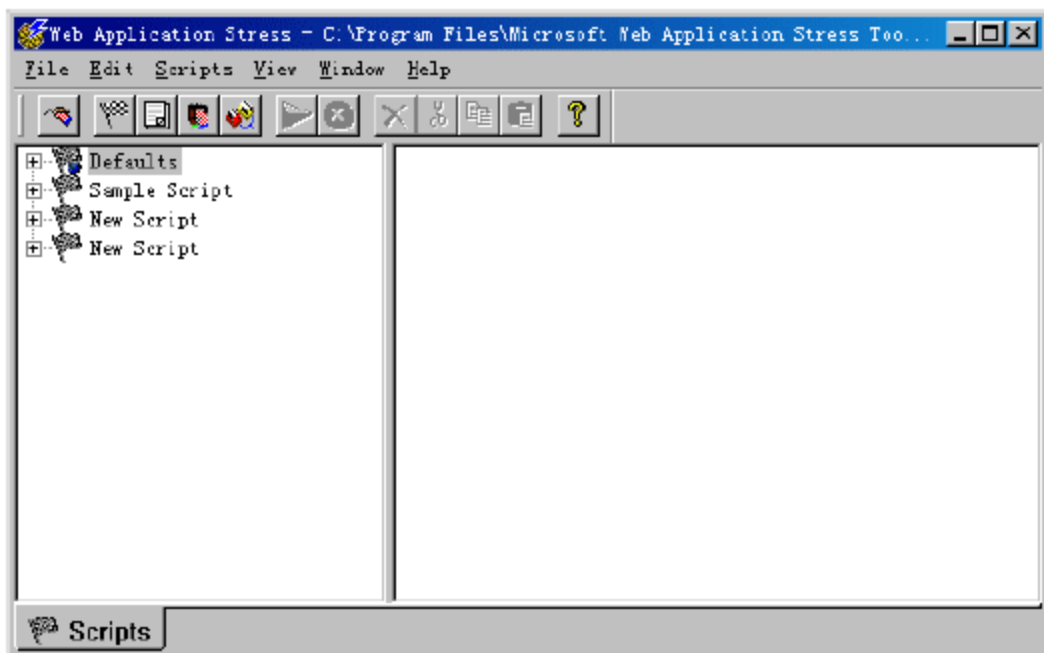 Web Application Stress - C:\Program Files\Microsoft Web Application Stress Too...
File Edit Scripts View Window Help
Defaults
Sample Script
New Script
New Script
Scripts